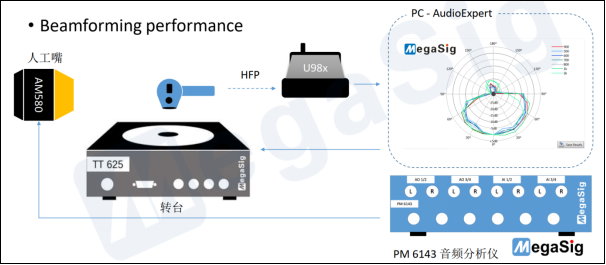 • Beamforming performance
PC - AudioExpert
人工嘴
AM580
HFP
U98x
MegaSig
TT 625
MegaSig
转台
AO 1/2
AO 3/4
AI 1/2
AI 3/4
L
R
L
R
L
R
L
R
PM 6143
MegaSig
PM 6143 音频分析仪
MegaSig
MegaSig